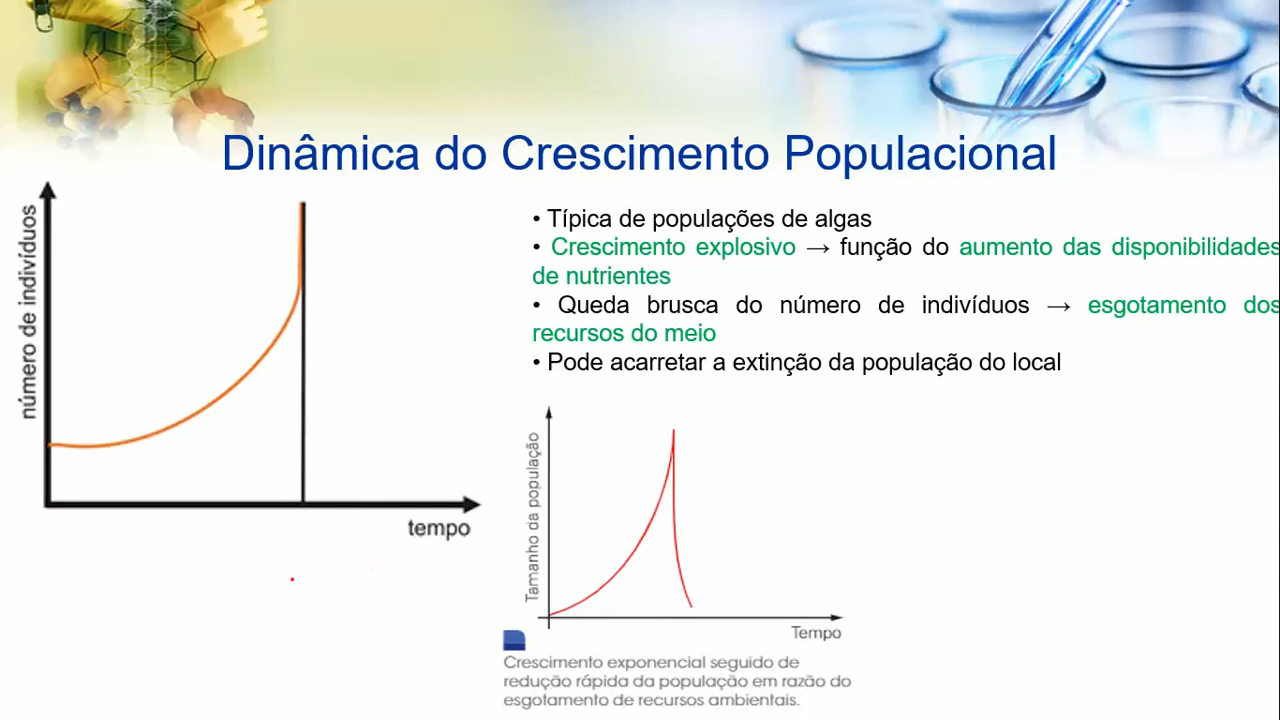 Dinâmica do Crescimento Populacional
número de indivíduos
tempo
• Típica de populações de algas
• Crescimento explosivo → função do aumento das disponibilidades
de nutrientes
• Queda brusca do número de indivíduos → esgotamento dos
recursos do meio
• Pode acarretar a extinção da população do local
Tamanho da população
Tempo
Crescimento exponencial seguido de
redução rápida da população em razão do
esgotamento de recursos ambientais.